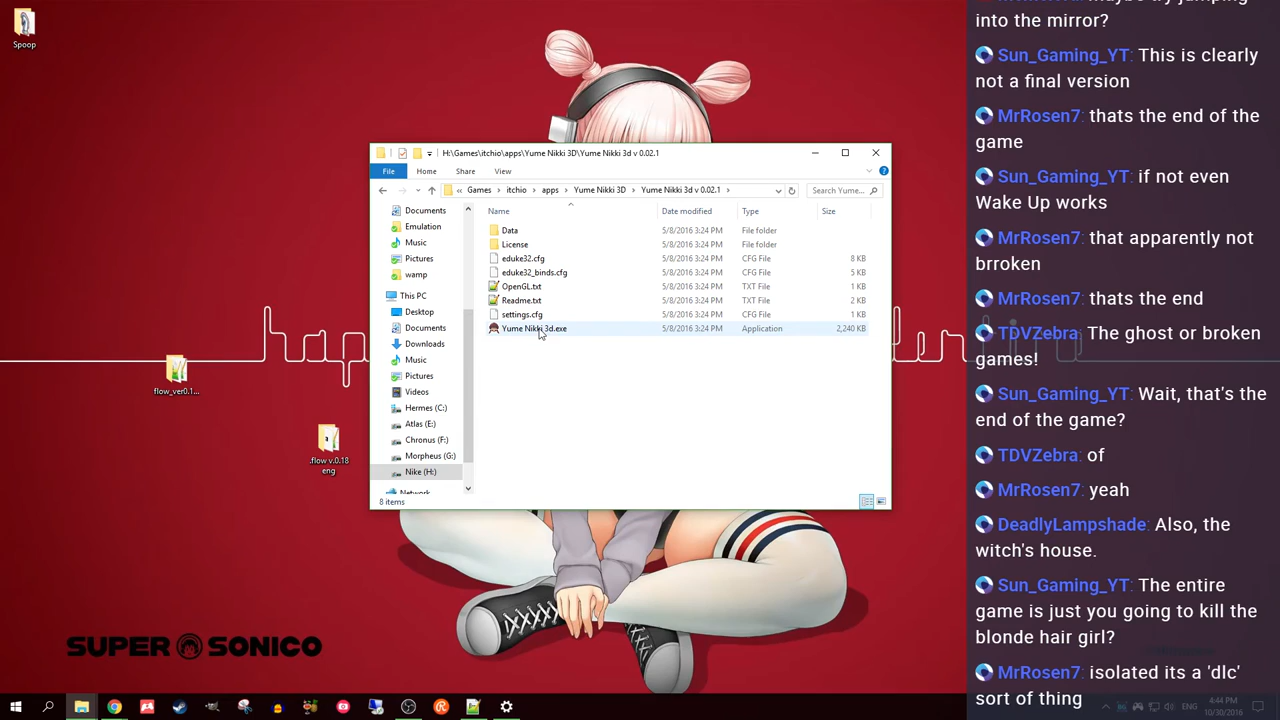 Spoop
flow_ver0.1...
.flow v.0.18
eng
SUPER SONICO
H:\Games\itchio\apps\Yume Nikki 3D\Yume Nikki 3d v 0.02.1
File Home Share View
« Games > itchio > apps > Yume Nikki 3D > Yume Nikki 3d v 0.02.1 >
Search Yume...
Documents
Emulation
Music
Pictures
wamp
This PC
Desktop
Documents
Downloads
Music
Pictures
Videos
Hermes (C:)
Atlas (E:)
Chronus (F:)
Morpheus (G:)
Nike (H:)
Network
Name Date modified Type Size
Data 5/8/2016 3:24 PM File folder
License 5/8/2016 3:24 PM File folder
eduke32.cfg 5/8/2016 3:24 PM CFG File 8 KB
eduke32_binds.cfg 5/8/2016 3:24 PM CFG File 5 KB
OpenGL.txt 5/8/2016 3:24 PM TXT File 1 KB
Readme.txt 5/8/2016 3:24 PM TXT File 2 KB
settings.cfg 5/8/2016 3:24 PM CFG File 1 KB
Yume Nikki 3d.exe 5/8/2016 3:24 PM Application 2,240 KB
8 items
into the mirror?
Sun_Gaming_YT: This is clearly
not a final version
MrRosen7: thats the end of the
game
Sun_Gaming_YT: if not even
Wake Up works
MrRosen7: that apparently not
brroken
MrRosen7: thats the end
TDVZebra: The ghost or broken
games!
Sun_Gaming_YT: Wait, that's the
end of the game?
TDVZebra: of
MrRosen7: yeah
DeadlyLampshade: Also, the
witch's house.
Sun_Gaming_YT: The entire
game is just you going to kill the
blonde hair girl?
MrRosen7: isolated its a 'dlc'
sort of thing
ENG
4:44 PM
10/30/2016